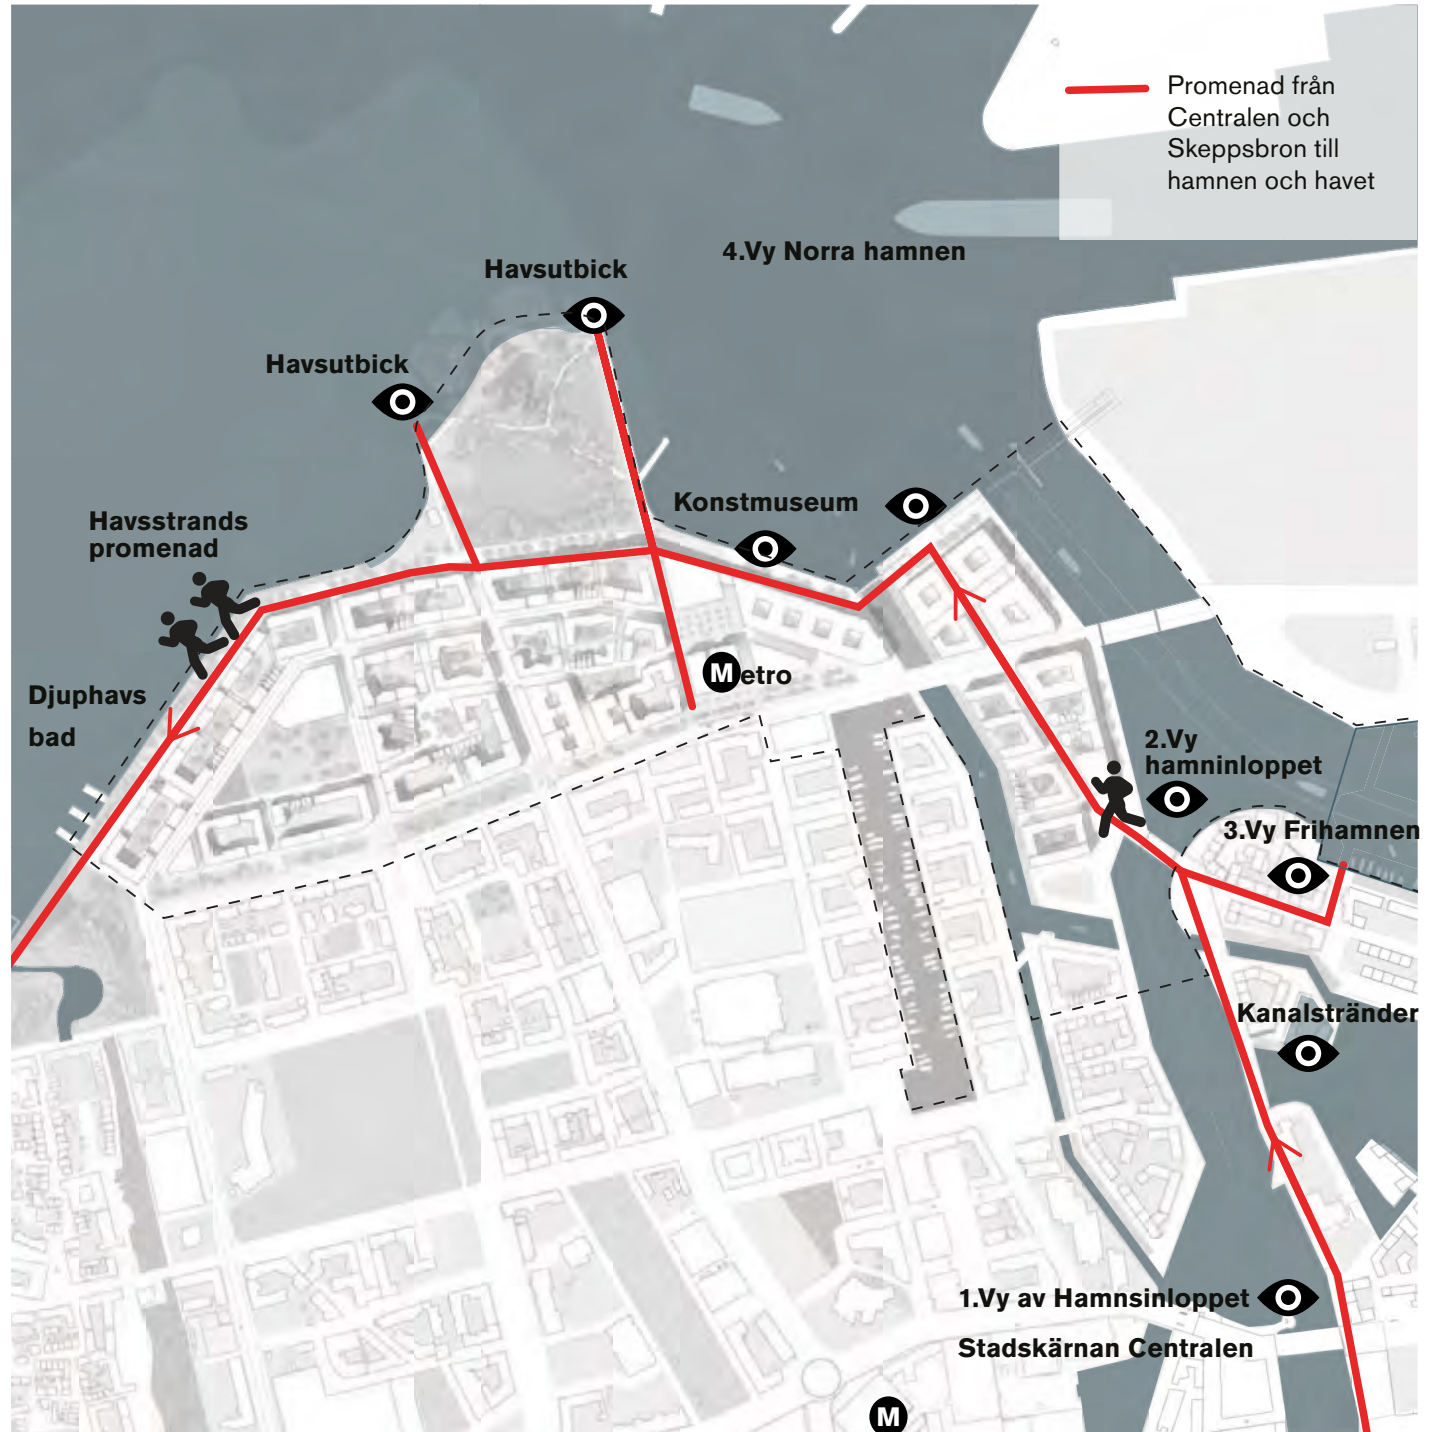 Promenad från
Centralen och
Skeppsbron till
hamnen och havet
4.Vy Norra hamnen
Havsutbick
Havsutbick
Konstmuseum
Havsstrands
promenad
Metro
Djuphavs
bad
2.Vy
hamninloppet
3.Vy Frihamnen
Kanalstränder
1.Vy av Hamnsinloppet
Stadskärnan Centralen
M